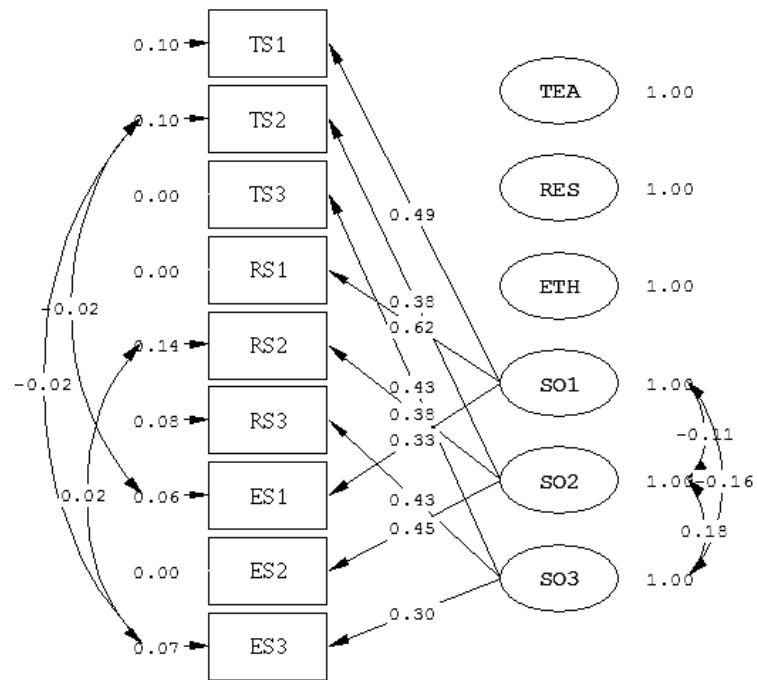 0.10 TS1
TEA 1.00
0.10 TS2
0.00 TS3
RES 1.00
0.49
0.00 RS1
ETH 1.00
0.38
-0.02
0.62
0.14 RS2
-0.02
0.43
SO1 1.00
0.38
0.08 RS3
0.33
-0.11
0.02
0.06 ES1
0.43
SO2 1.00
-0.16
0.45
0.18
0.00 ES2
SO3 1.00
0.30
0.07 ES3